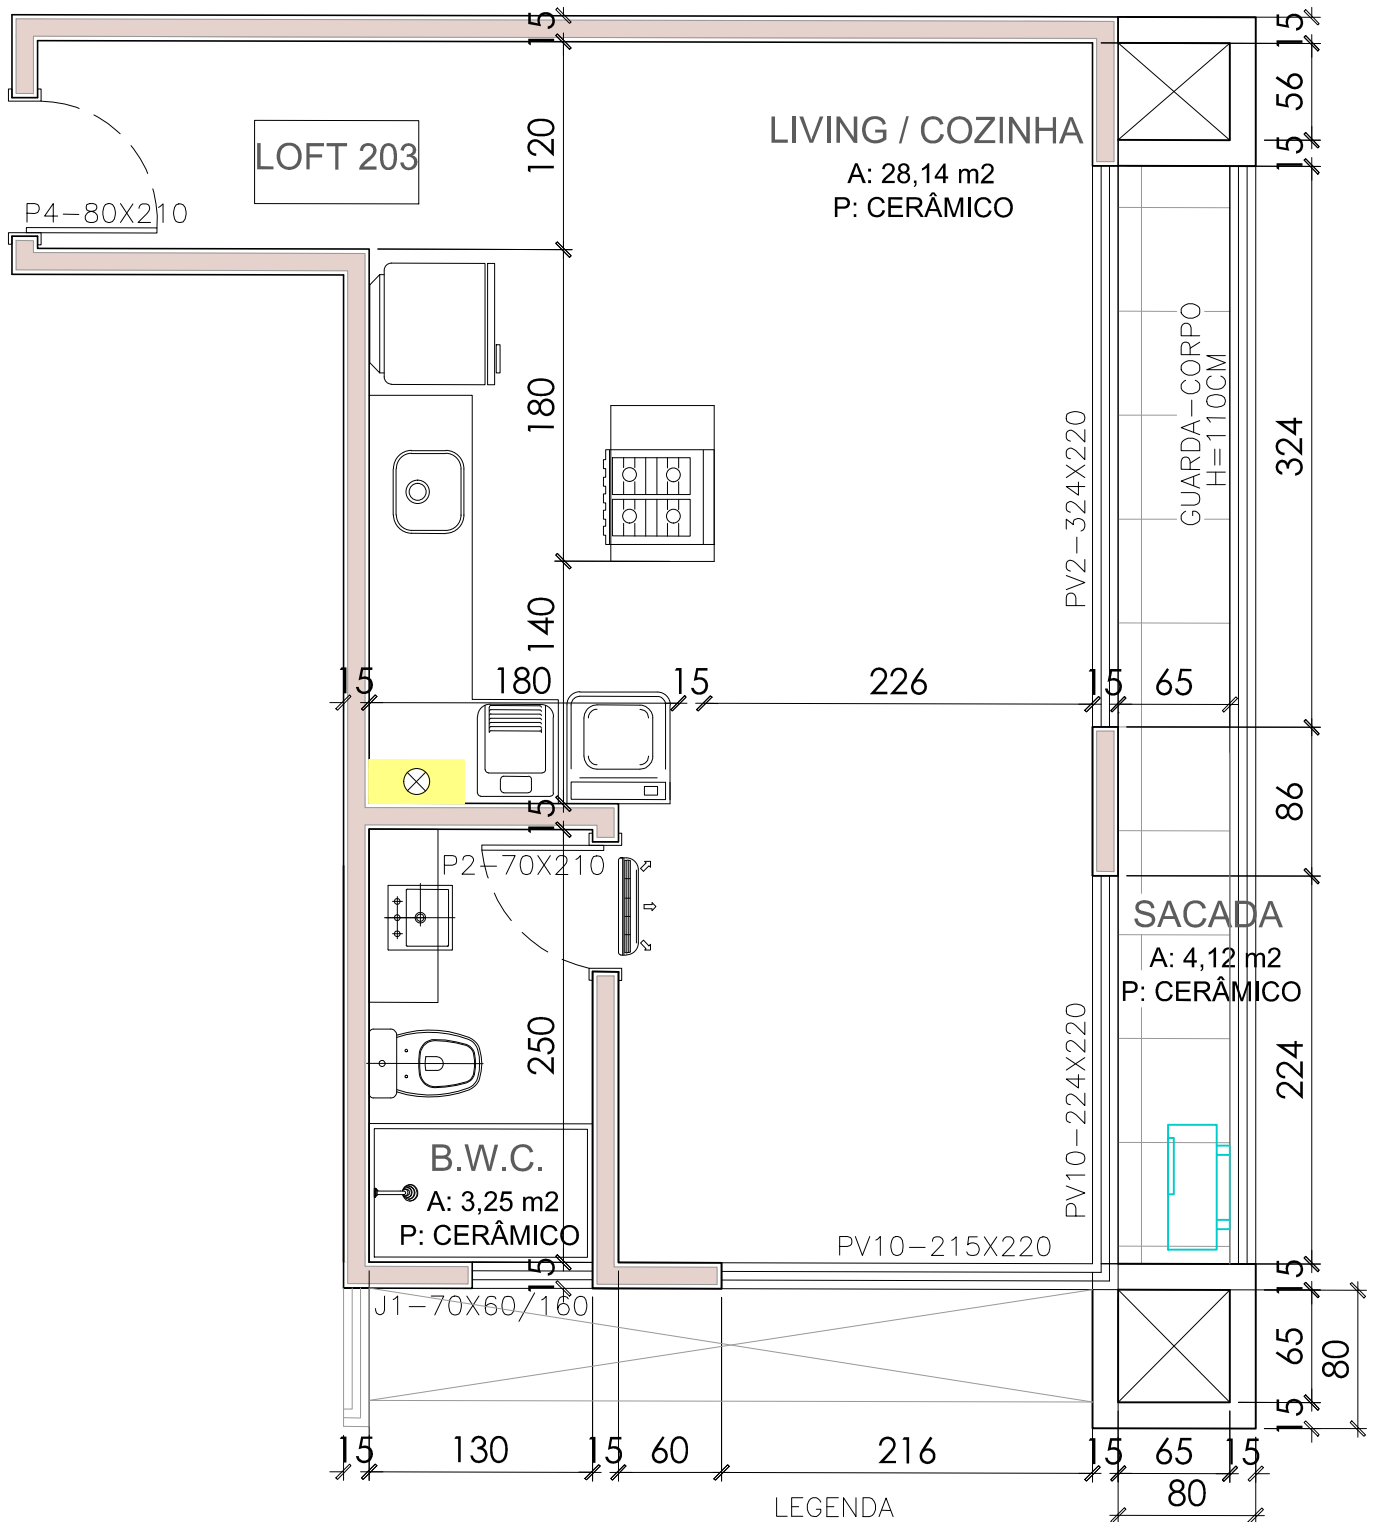 15
15
LIVING / COZINHA
A: 28,14 m2
P: CERÂMICO
56
120
LOFT 203
15
P4-80X210
GUARDA-CORPO
H=110CM
180
324
PV2-324X220
140
15
180
15
226
15
65
86
15
P2-70X210
SACADA
A: 4,12 m2
P: CERÂMICO
250
224
PV10-224X220
B.W.C.
A: 3,25 m2
P: CERÂMICO
PV10-215X220
15
15
J1-70X60/160
65
80
15
15
130
15
60
216
15
65
15
80
LEGENDA